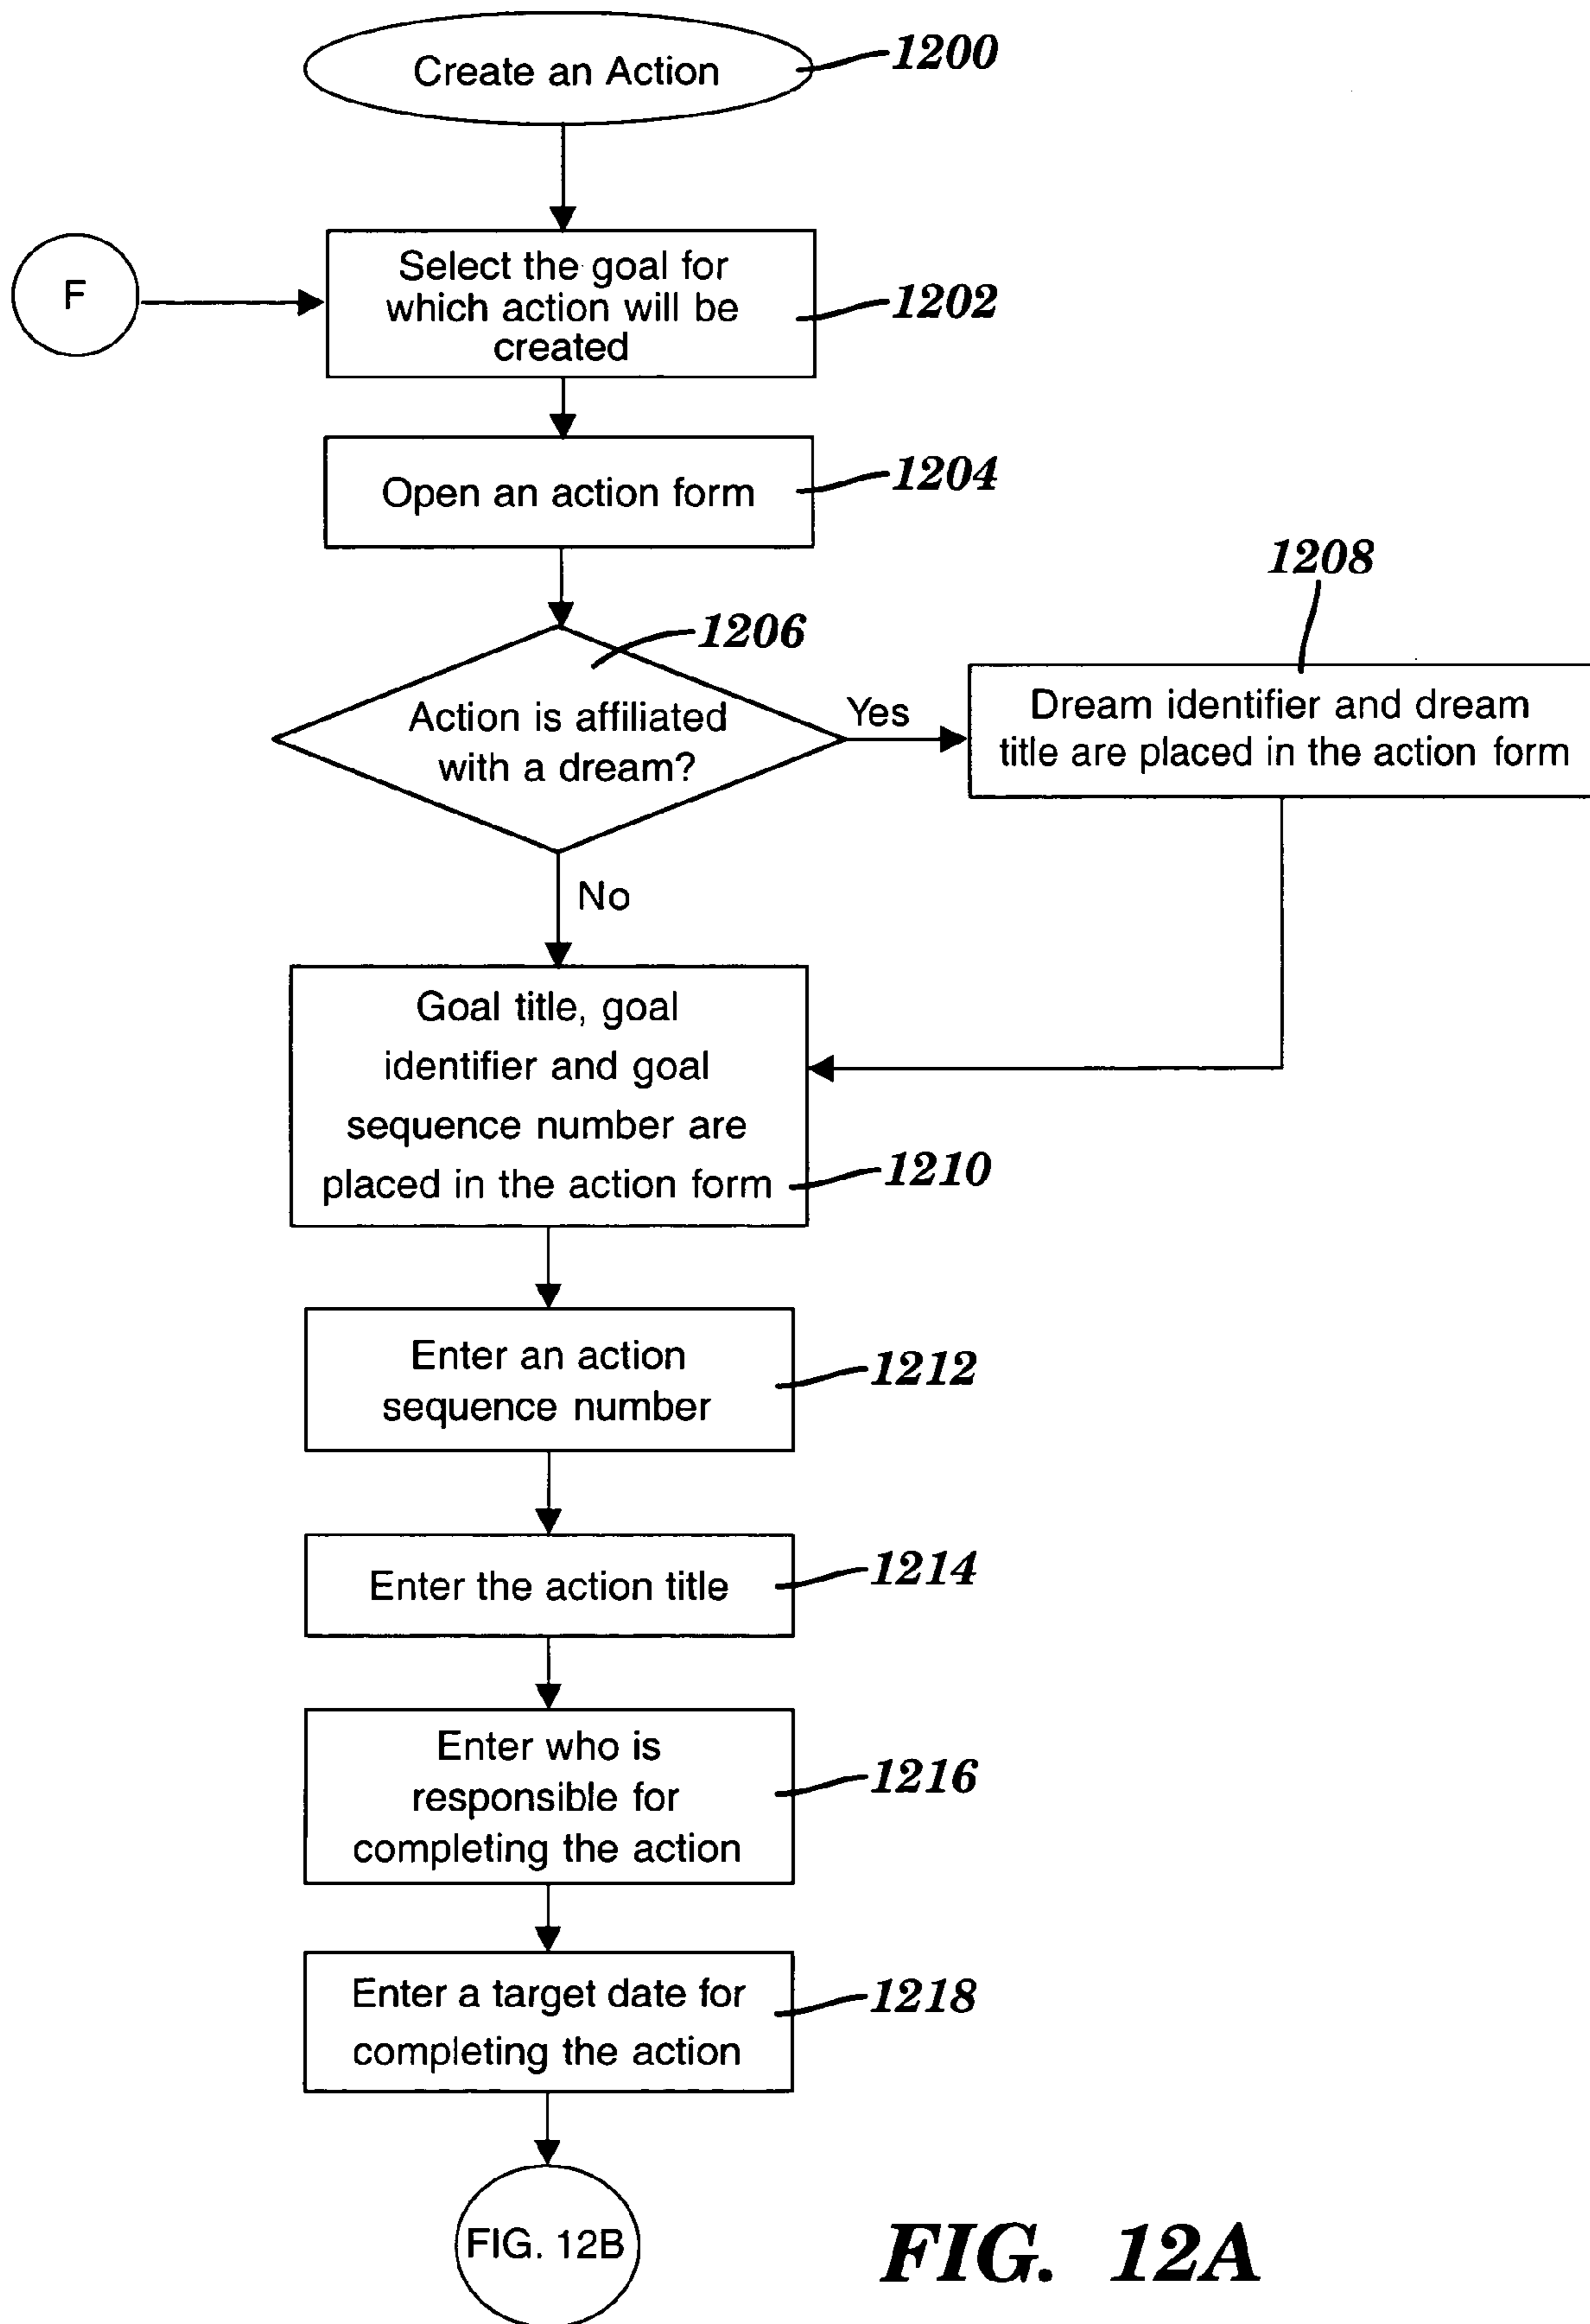 Create an Action
1200
F
Select the goal for
which action will be
created
1202
Open an action form
1204
1206
Action is affiliated
with a dream?
Yes
1208
Dream identifier and dream
title are placed in the action form
No
Goal title, goal
identifier and goal
sequence number are
placed in the action form
1210
Enter an action
sequence number
1212
Enter the action title
1214
Enter who is
responsible for
completing the action
1216
Enter a target date for
completing the action
1218
FIG. 12B
FIG. 12A